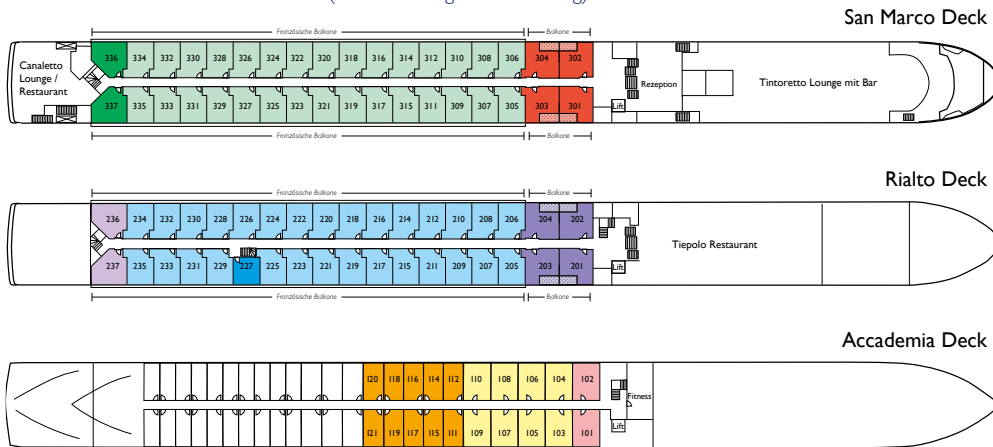 San Marco Deck
Französische Balkone
Balkone
Canaletto
Lounge /
Restaurant
336 334 332 330 328 326 324 322 320 318 316 314 312 310 308 306 304 302
Rezeption
Tintoretto Lounge mit Bar
337 335 333 331 329 327 325 323 321 319 317 315 311 309 307 305 303 301
Lift
Französische Balkone
Balkone
Rialto Deck
Französische Balkone
Balkone
236 234 232 230 228 226 224 222 220 218 216 214 212 210 208 206 204 202
Tiepolo Restaurant
237 235 233 231 229 227 225 223 221 219 217 215 211 209 207 205 203 201
Lift
Französische Balkone
Balkone
Accademia Deck
120 118 116 114 112 110 108 106 104 102
Fitness
Lift
121 119 117 115 111 109 107 105 103 101